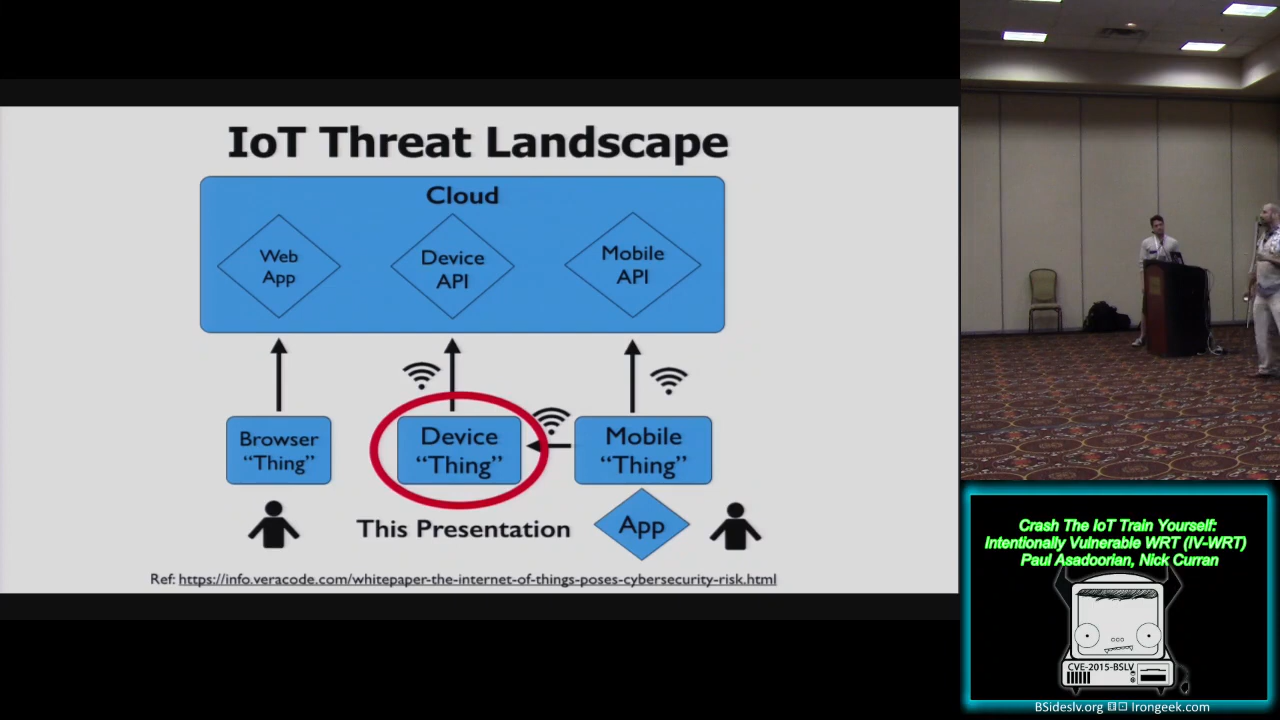 IoT Threat Landscape
Cloud
Web
App
Device
API
Mobile
API
Browser
“Thing”
Device
“Thing”
Mobile
“Thing”
This Presentation
App
Ref: https://info.veracode.com/whitepaper-the-internet-of-things-poses-cybersecurity-risk.html
Crash The IoT Train Yourself:
Intentionally Vulnerable WRT (IV-WRT)
Paul Asadoorian, Nick Curran
CVE-2015-BSLV
BSideslv.org Irongeek.com